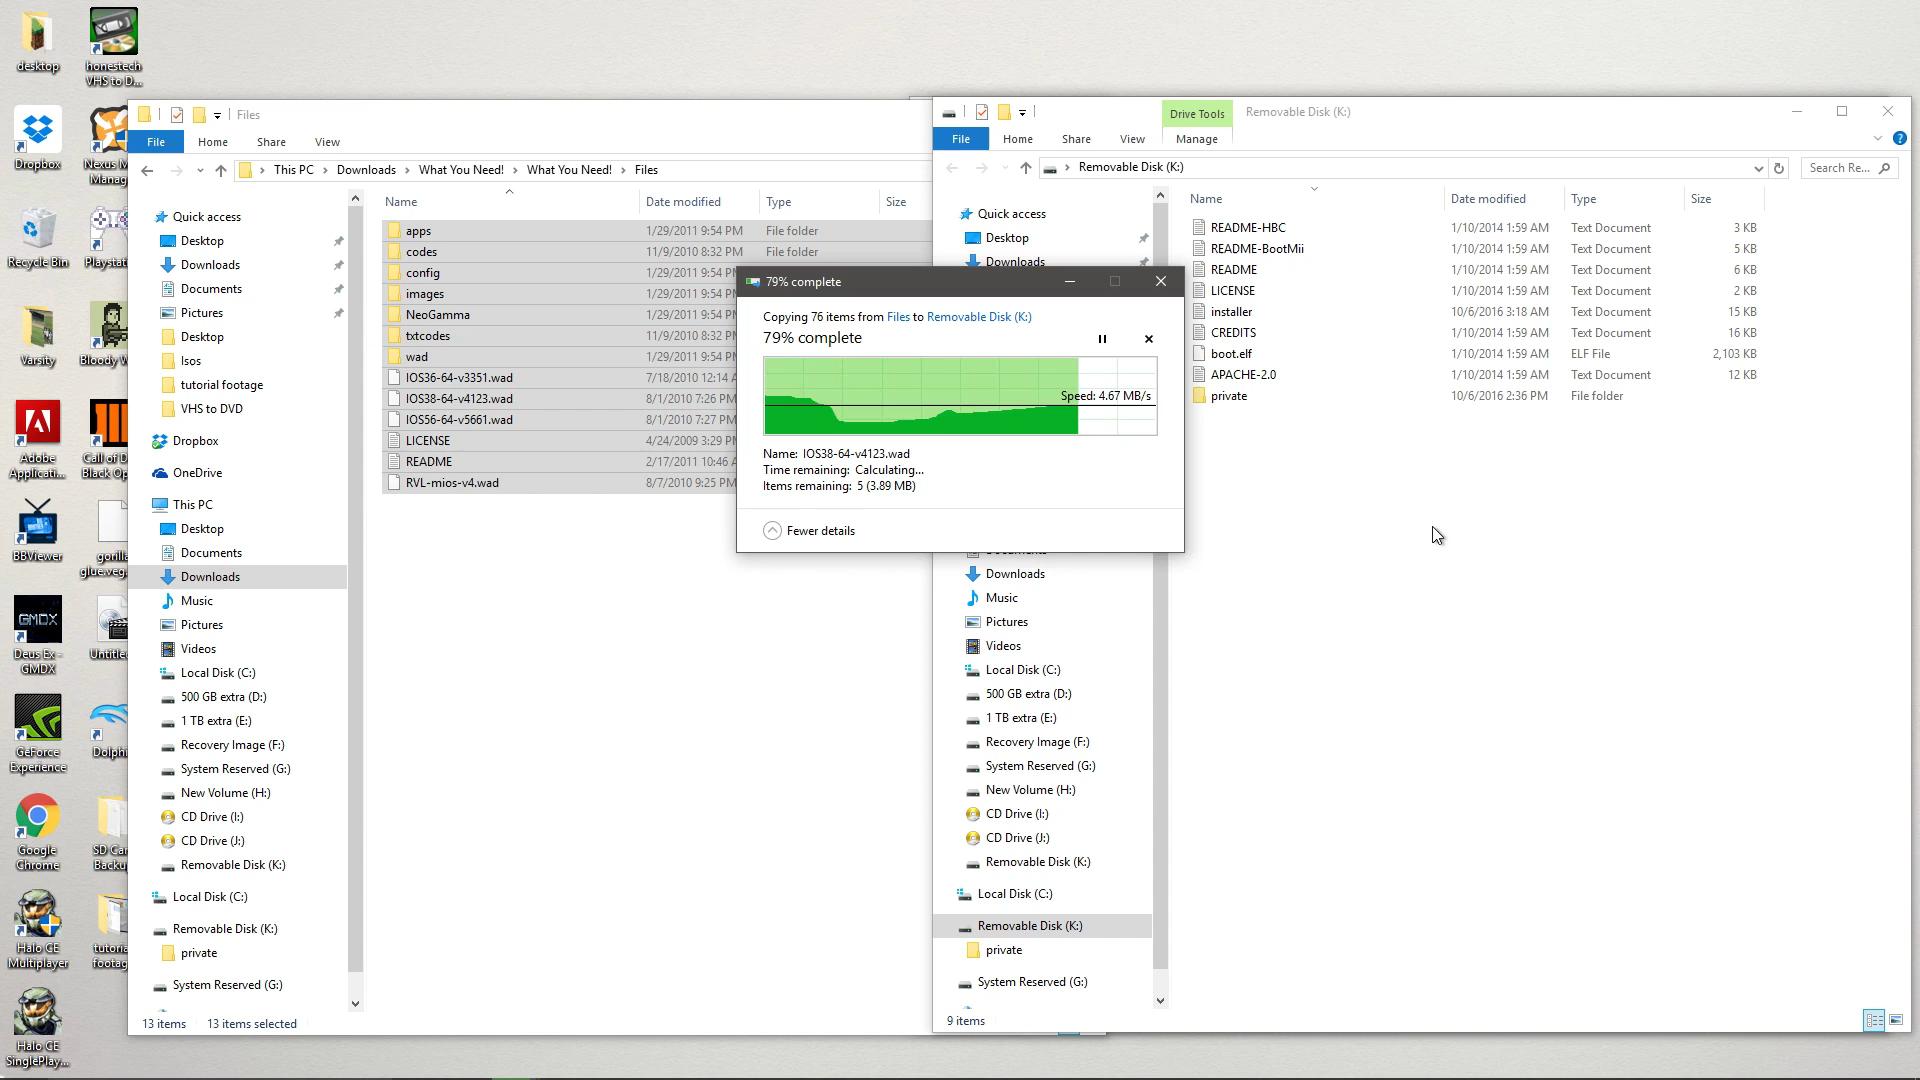 desktop
honestech
VHS to D...
Dropbox
Nexus M
Manag
Recycle Bin
Playstat
Varsity
Bloody W
Adobe
Applicati...
Call of D
Black Op
BBViewer
gorilla
glue.veg
Deus Ex -
GMDX
Untitle
GeForce
Experience
Dolphi
Google
Chrome
SD Car
Backu
Halo CE
Multiplayer
tutoria
footag
Halo CE
SinglePlay...
Files
File
Home
Share
View
This PC > Downloads > What You Need! > What You Need! > Files
Quick access
Desktop
Downloads
Documents
Pictures
Desktop
Isos
tutorial footage
VHS to DVD
Dropbox
OneDrive
This PC
Desktop
Documents
Downloads
Music
Pictures
Videos
Local Disk (C:)
500 GB extra (D:)
1 TB extra (E:)
Recovery Image (F:)
System Reserved (G:)
New Volume (H:)
CD Drive (I:)
CD Drive (J:)
Removable Disk (K:)
Local Disk (C:)
Removable Disk (K:)
private
System Reserved (G:)
Name Date modified Type Size
apps 1/29/2011 9:54 PM File folder
codes 11/9/2010 8:32 PM File folder
config 1/29/2011 9:54 PM
images 1/29/2011 9:54 PM
NeoGamma 1/29/2011 9:54 PM
txtcodes 11/9/2010 8:32 PM
wad 1/29/2011 9:54 PM
IOS36-64-v3351.wad 7/18/2010 12:14 A
IOS38-64-v4123.wad 8/1/2010 7:26 PM
IOS56-64-v5661.wad 8/1/2010 7:27 PM
LICENSE 4/24/2009 3:29 P
README 2/17/2011 10:46 A
RVL-mios-v4.wad 8/7/2010 9:25 PM
13 items 13 items selected
79% complete
Copying 76 items from Files to Removable Disk (K:)
79% complete
Speed: 4.67 MB/s
Name: IOS38-64-v4123.wad
Time remaining: Calculating...
Items remaining: 5 (3.89 MB)
Fewer details
Drive Tools
Removable Disk (K:)
File
Home
Share
View
Manage
Removable Disk (K:)
Search Re...
Quick access
Desktop
Downloads
Documents
Downloads
Music
Pictures
Videos
Local Disk (C:)
500 GB extra (D:)
1 TB extra (E:)
Recovery Image (F:)
System Reserved (G:)
New Volume (H:)
CD Drive (I:)
CD Drive (J:)
Removable Disk (K:)
Local Disk (C:)
Removable Disk (K:)
private
System Reserved (G:)
Name Date modified Type Size
README-HBC 1/10/2014 1:59 AM Text Document 3 KB
README-BootMii 1/10/2014 1:59 AM Text Document 5 KB
README 1/10/2014 1:59 AM Text Document 6 KB
LICENSE 1/10/2014 1:59 AM Text Document 2 KB
installer 10/6/2016 3:18 AM Text Document 15 KB
CREDITS 1/10/2014 1:59 AM Text Document 16 KB
boot.elf 1/10/2014 1:59 AM ELF File 2,103 KB
APACHE-2.0 1/10/2014 1:59 AM Text Document 12 KB
private 10/6/2016 2:36 PM File folder
9 items